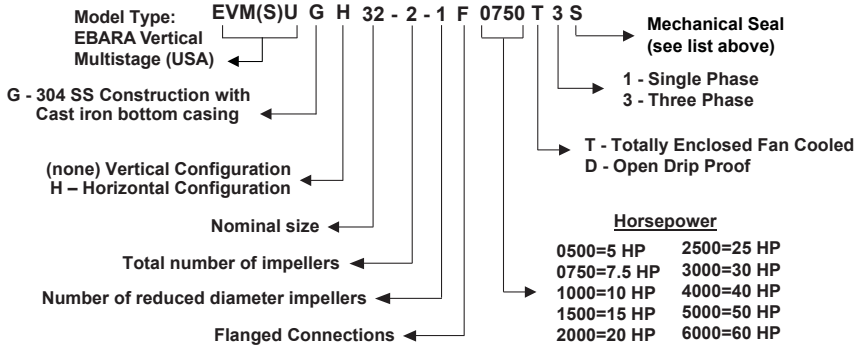 EVM(S)U G H 32 - 2 - 1 F 0750 T 3 S
Model Type:
EBARA Vertical
Multistage (USA)
Mechanical Seal
(see list above)
1 - Single Phase
3 - Three Phase
G - 304 SS Construction with
Cast iron bottom casing
T - Totally Enclosed Fan Cooled
D - Open Drip Proof
(none) Vertical Configuration
H – Horizontal Configuration
Nominal size
Total number of impellers
Number of reduced diameter impellers
Flanged Connections
Horsepower
0500=5 HP
0750=7.5 HP
1000=10 HP
1500=15 HP
2000=20 HP
2500=25 HP
3000=30 HP
4000=40 HP
5000=50 HP
6000=60 HP